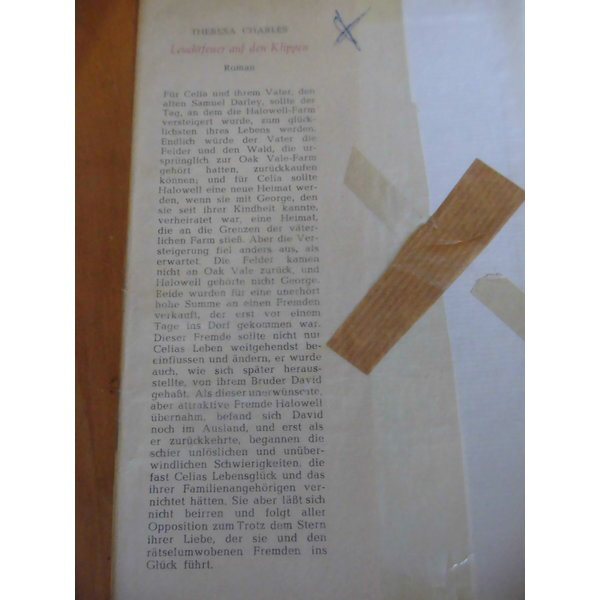 THERESA CHARLES
Leuchtfeuer auf den Klippen
Roman
Für Celia und ihrem Vater, den
alten Samuel Darley, sollte der
Tag, an dem die Halowell-Farm
versteigert wurde, zum glück-
lichsten ihres Lebens werden.
Endlich würde der Vater die
Felder und den Wald, die ur-
sprünglich zur Oak Vale-Farm
gehört hatten, zurückkaufen
können; und für Celia sollte
Halowell eine neue Heimat wer-
den, wenn sie mit George, den
sie seit ihrer Kindheit kannte,
verheiratet war, eine Heimat,
die an die Grenzen der väter-
lichen Farm stieß. Aber die Ver-
steigerung fiel anders aus, als
erwartet. Die Felder kamen
nicht an Oak Vale zurück, und
Halowell gehörte nicht George.
Beide wurden für eine unerhört
hohe Summe an einen Fremden
verkauft, der erst vor einem
Tage ins Dorf gekommen war.
Dieser Fremde sollte nicht nur
Celias Leben weitgehendst be-
einflussen und ändern, er wurde
auch, wie sich später heraus-
stellte, von ihrem Bruder David
gehaßt. Als dieser unerwünschte,
aber attraktive Fremde Halowell
übernahm, befand sich David
noch im Ausland, und erst als
er zurückkehrte, begannen die
schier unlöslichen und unüber-
windlichen Schwierigkeiten, die
fast Celias Lebensglück und das
ihrer Familienangehörigen ver-
nichtet hätten. Sie aber läßt sich
nicht beirren und folgt aller
Opposition zum Trotz dem Stern
ihrer Liebe, der sie und den
rätselumwobenen Fremden ins
Glück führt.